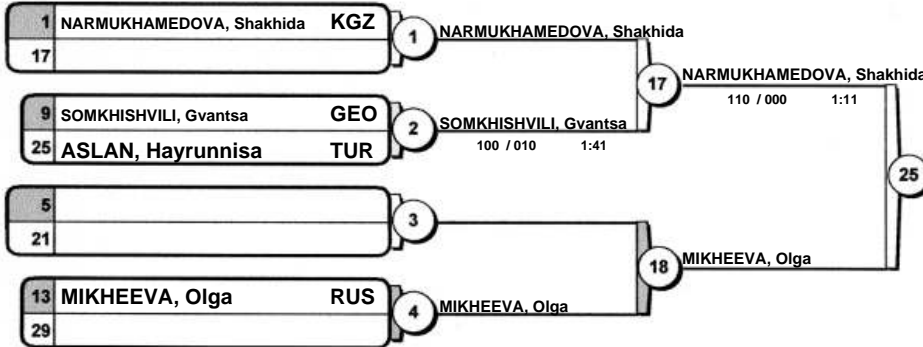 1 NARMUKHAMEDOVA, Shakhida KGZ
17
1
NARMUKHAMEDOVA, Shakhida
9 SOMKHISHVILI, Gvantsa GEO
25 ASLAN, Hayrunnisa TUR
2
SOMKHISHVILI, Gvantsa
100 / 010 1:41
17
NARMUKHAMEDOVA, Shakhida
110 / 000 1:11
5
21
3
13 MIKHEEVA, Olga RUS
29
4
MIKHEEVA, Olga
18
MIKHEEVA, Olga
25